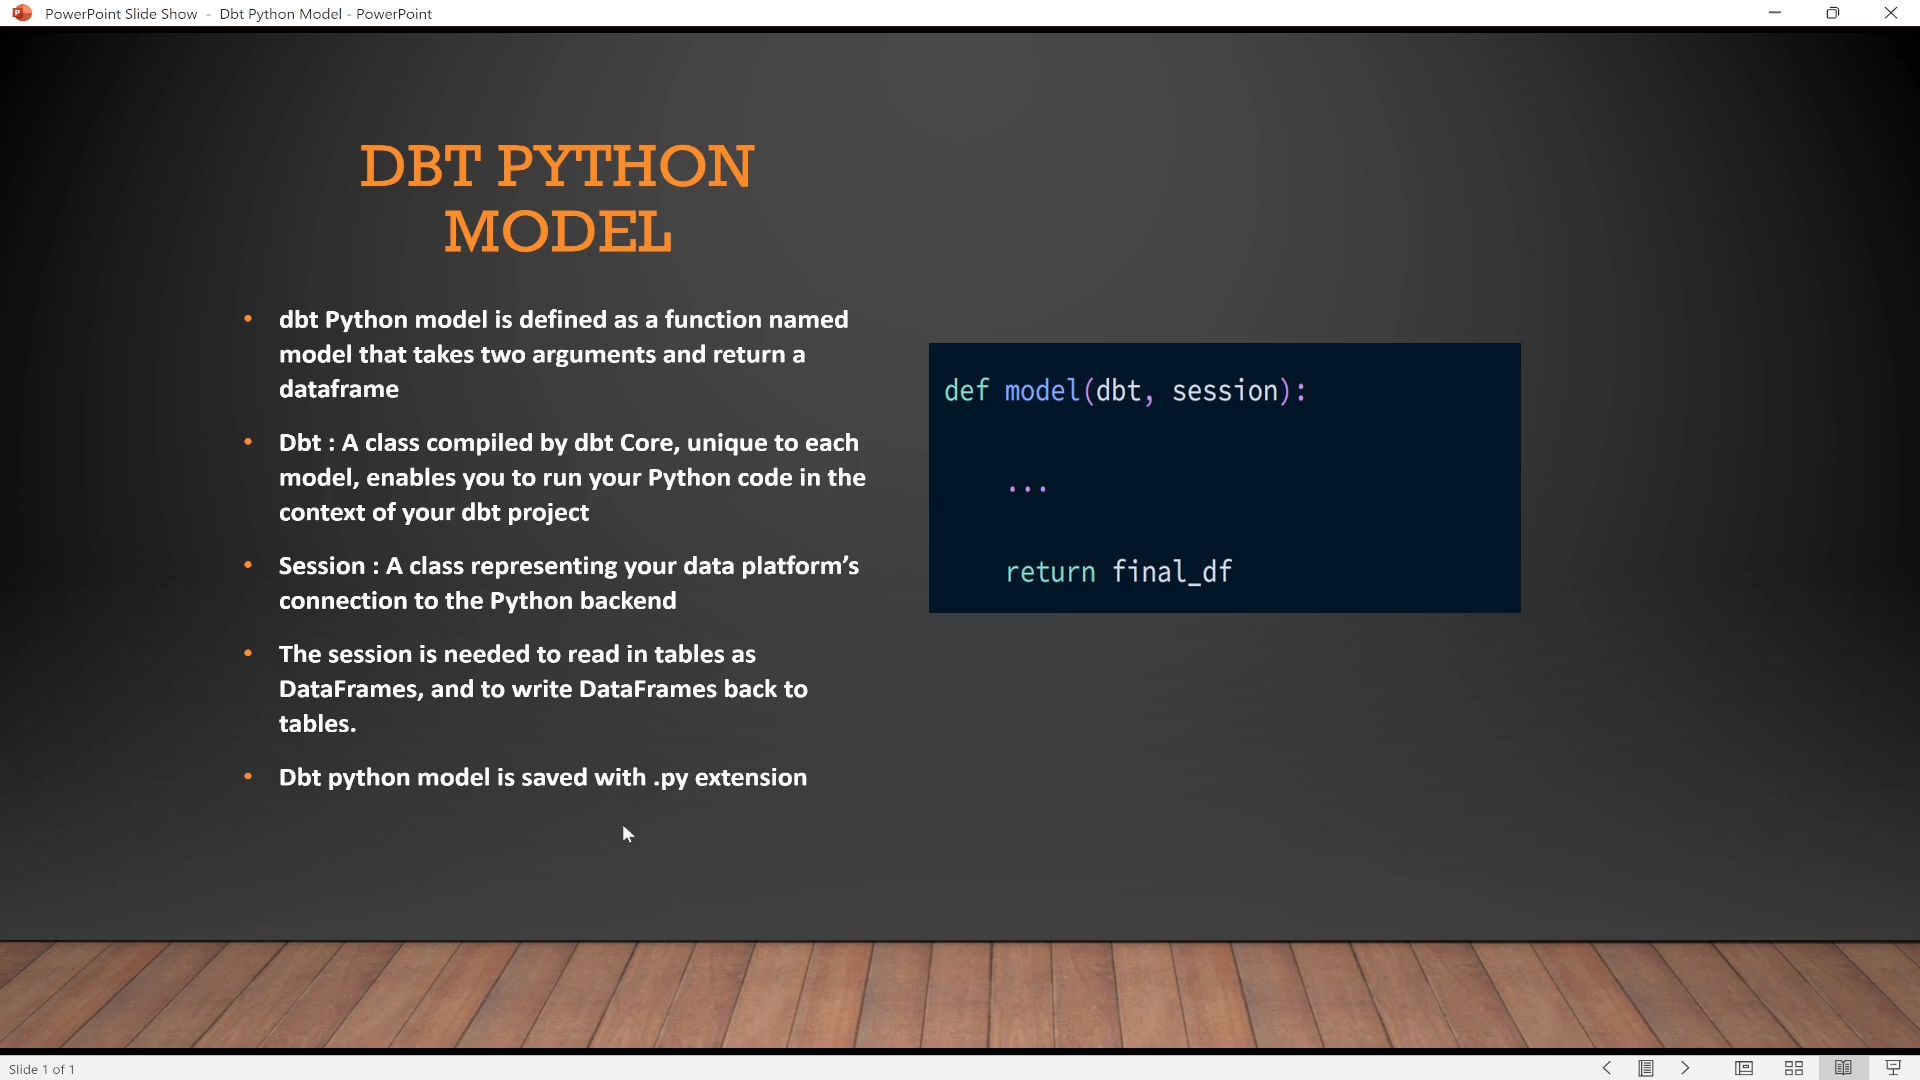 PowerPoint Slide Show - Dbt Python Model - PowerPoint
DBT PYTHON
MODEL
• dbt Python model is defined as a function named
model that takes two arguments and return a
dataframe
• Dbt : A class compiled by dbt Core, unique to each
model, enables you to run your Python code in the
context of your dbt project
• Session : A class representing your data platform’s
connection to the Python backend
• The session is needed to read in tables as
DataFrames, and to write DataFrames back to
tables.
• Dbt python model is saved with .py extension
def model(dbt, session):
...
return final_df
Slide 1 of 1